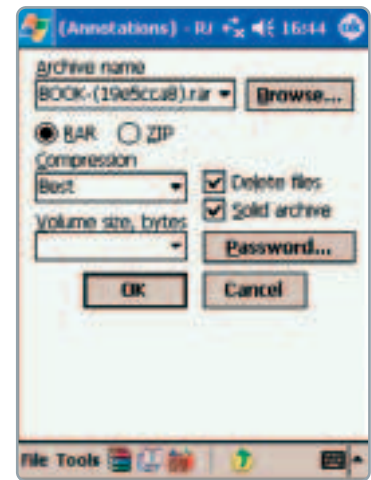 (Annotations) - RJ 16:44 ok
Archive name
BOOK-(19e5cca8).rar Browse...
RAR ZIP
Compression
Best Delete files
Solid archive
Volume size, bytes
Password...
OK Cancel
File Tools